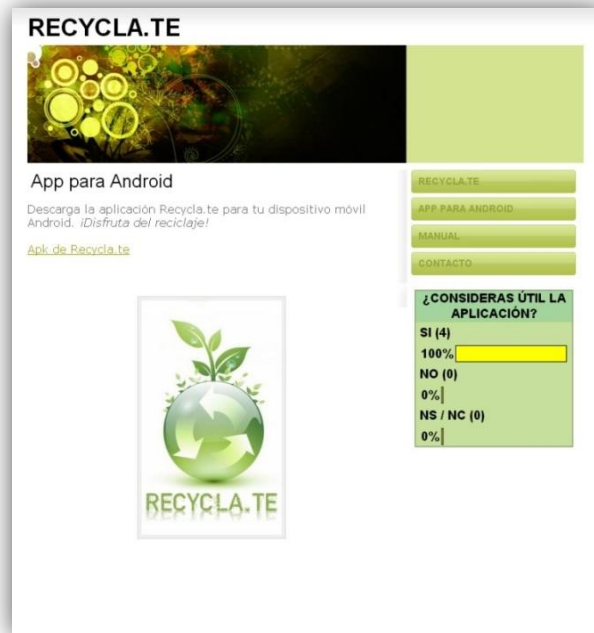 RECYCLA.TE
App para Android
Descarga la aplicación Recycla.te para tu dispositivo móvil
Android. ¡Disfruta del reciclaje!
Apk de Recycla.te
RECYCLA.TE
RECYCLA.TE
APP PARA ANDROID
MANUAL
CONTACTO
¿CONSIDERAS ÚTIL LA
APLICACIÓN?
SI (4)
100%
NO (0)
0%
NS / NC (0)
0%